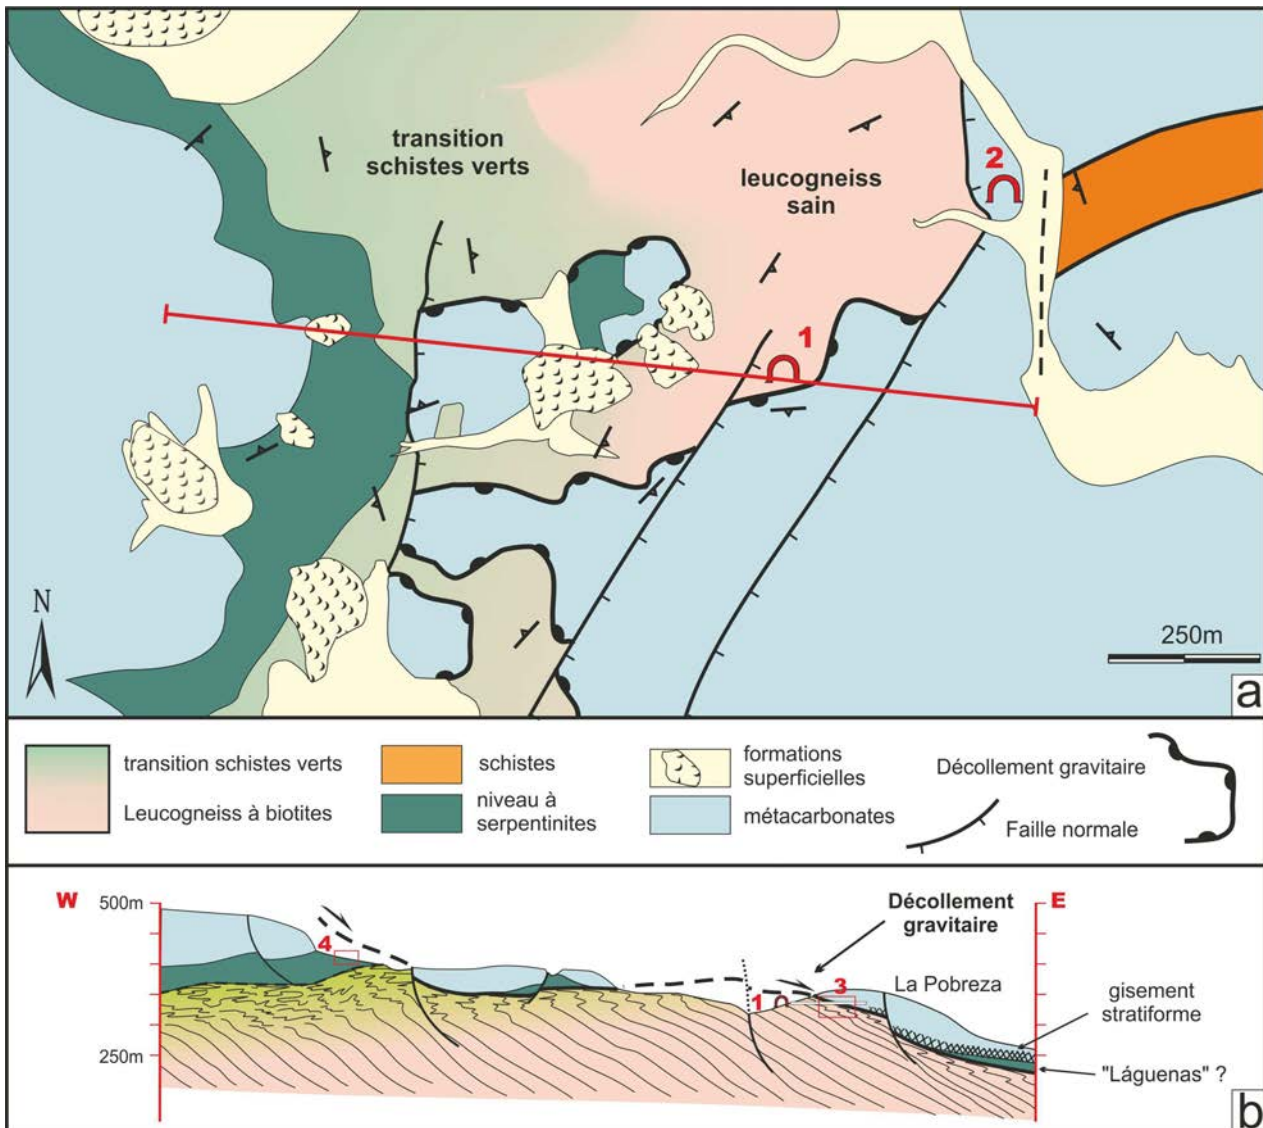 transition
schistes verts
leucogneiss
sain
2
1
N
250m
a
transition schistes verts
Leucogneiss à biotites
schistes
niveau à
serpentinites
formations
superficielles
métacarbonates
Décollement gravitaire
Faille normale
W
500m
250m
4
Décollement
gravitaire
E
1
3
La Pobreza
gisement
stratiforme
"Láguenas" ?
b